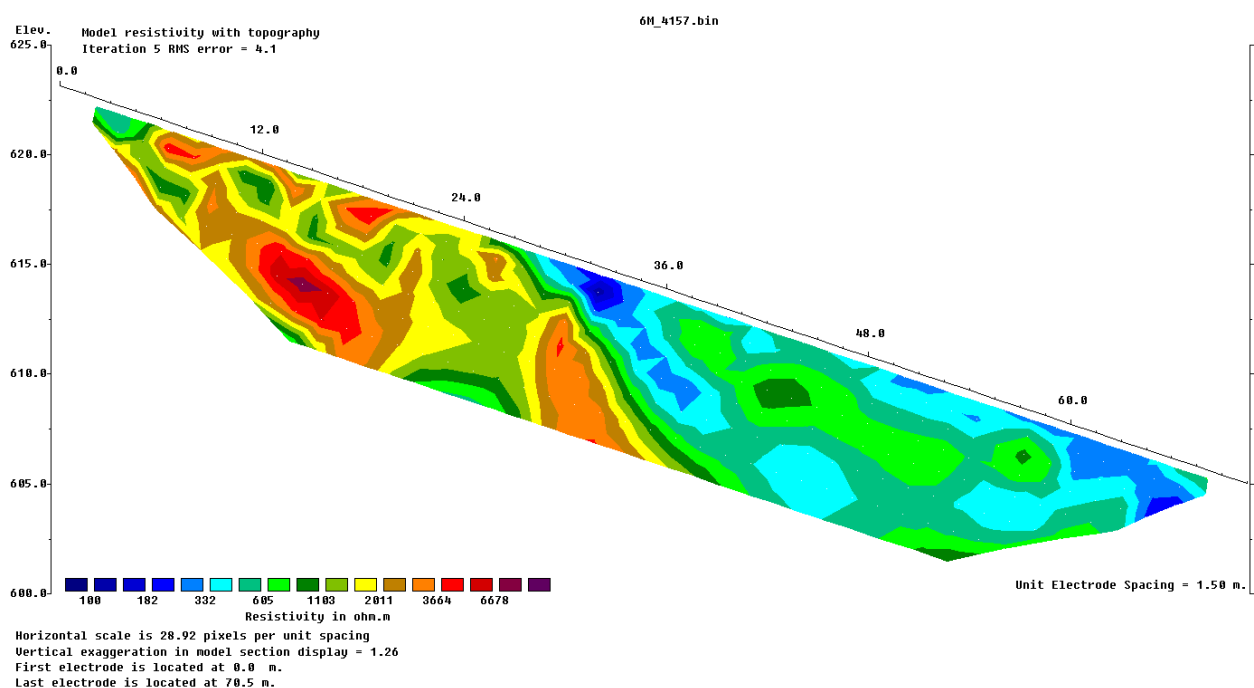 6M_4157.bin
Elev.
Model resistivity with topography
Iteration 5 RMS error = 4.1
625.0
0.0
12.0
620.0
24.0
615.0
36.0
48.0
610.0
60.0
605.0
600.0
100 182 332 605 1103 2011 3664 6678
Resistivity in ohm.m
Unit Electrode Spacing = 1.50 m.
Horizontal scale is 28.92 pixels per unit spacing
Vertical exaggeration in model section display = 1.26
First electrode is located at 0.0 m.
Last electrode is located at 70.5 m.